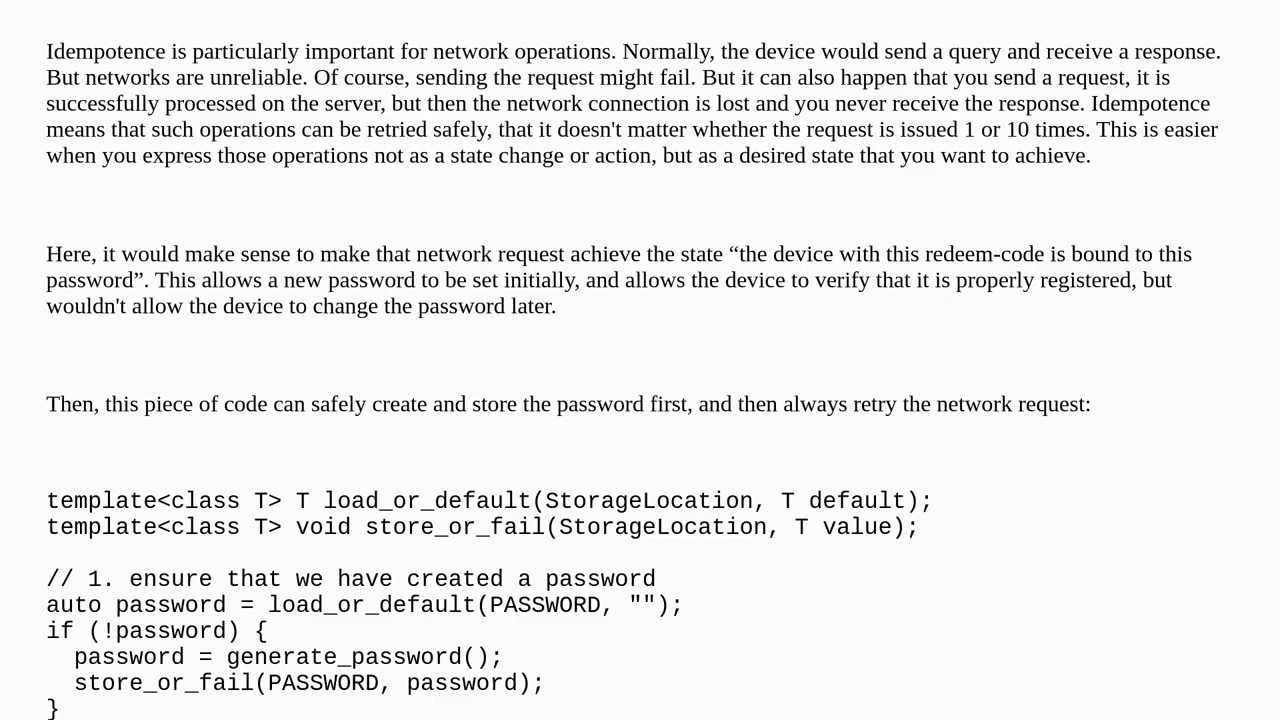 Idempotence is particularly important for network operations. Normally, the device would send a query and receive a response.
But networks are unreliable. Of course, sending the request might fail. But it can also happen that you send a request, it is
successfully processed on the server, but then the network connection is lost and you never receive the response. Idempotence
means that such operations can be retried safely, that it doesn't matter whether the request is issued 1 or 10 times. This is easier
when you express those operations not as a state change or action, but as a desired state that you want to achieve.
Here, it would make sense to make that network request achieve the state “the device with this redeem-code is bound to this
password”. This allows a new password to be set initially, and allows the device to verify that it is properly registered, but
wouldn't allow the device to change the password later.
Then, this piece of code can safely create and store the password first, and then always retry the network request:
template<class T> T load_or_default(StorageLocation, T default);
template<class T> void store_or_fail(StorageLocation, T value);
// 1. ensure that we have created a password
auto password = load_or_default(PASSWORD, "");
if (!password) {
  password = generate_password();
  store_or_fail(PASSWORD, password);
}